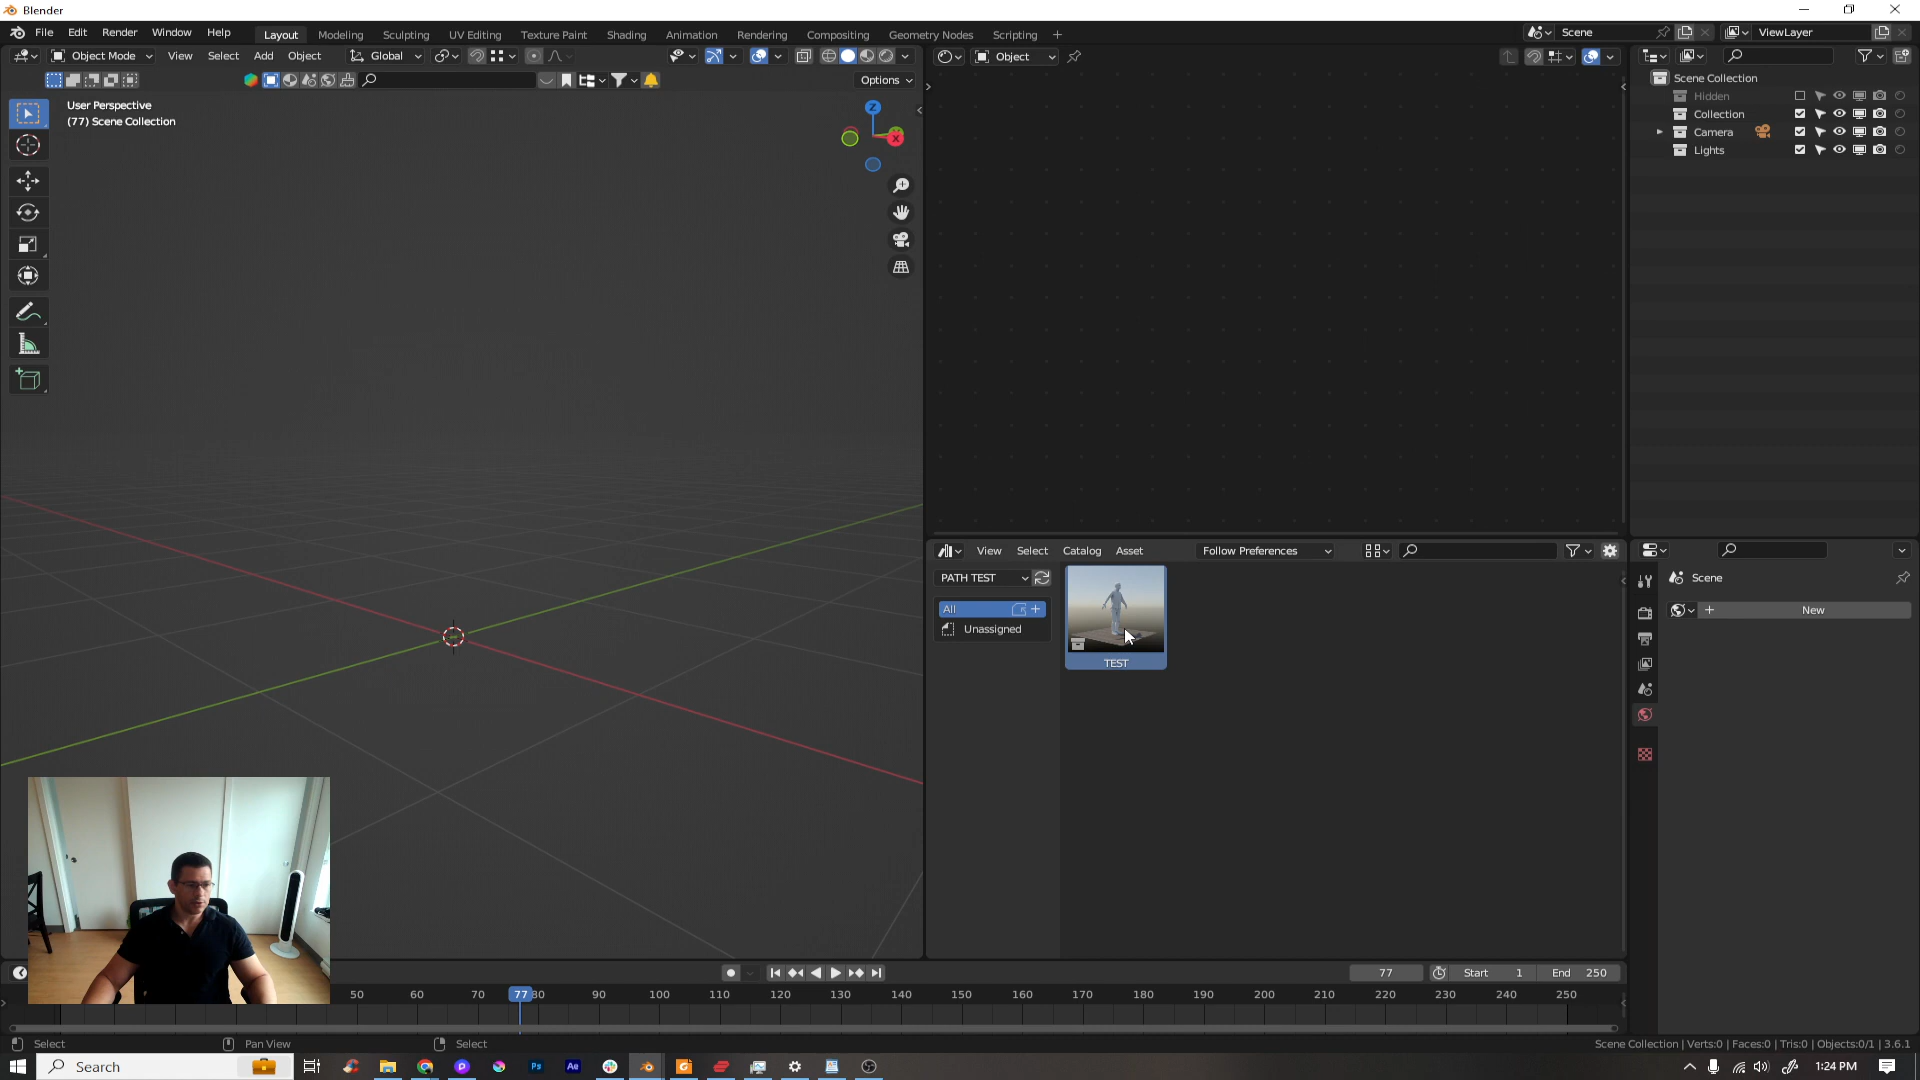 Blender
File Edit Render Window Help
Layout Modeling Sculpting UV Editing Texture Paint Shading Animation Rendering Compositing Geometry Nodes Scripting
Scene
ViewLayer
Object Mode View Select Add Object Global
Object
Options
User Perspective
(77) Scene Collection
Z
X
Scene Collection
Hidden
Collection
Camera
Lights
View Select Catalog Asset Follow Preferences
PATH TEST
All
Unassigned
TEST
Scene
New
77 Start 1 End 250
50 60 70 77 80 90 100 110 120 130 140 150 160 170 180 190 200 210 220 230 240 250
Select Pan View Select
Scene Collection | Verts:0 | Faces:0 | Tris:0 | Objects:0/1 | 3.6.1
Search
Ps
Ae
1:24 PM